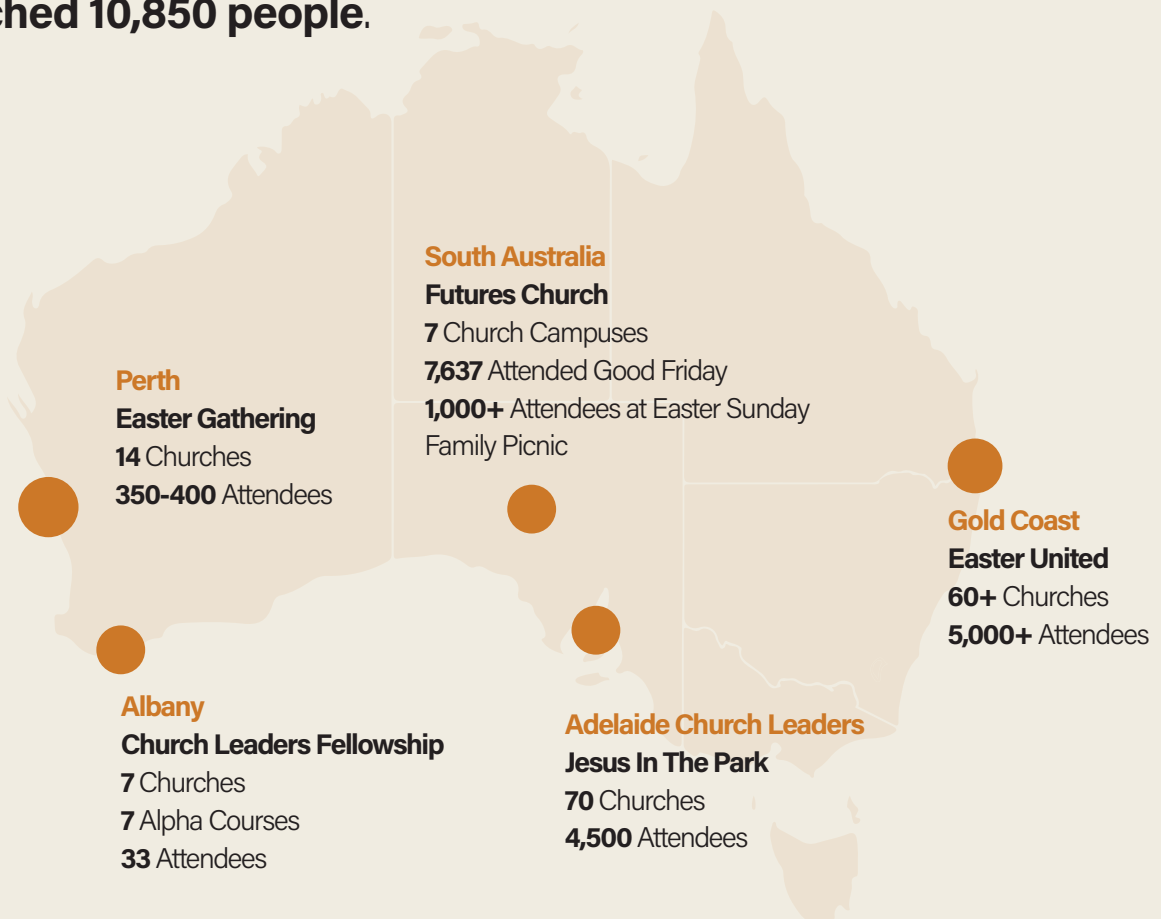 10,850 people.
South Australia
Futures Church
7 Church Campuses
7,637 Attended Good Friday
1,000+ Attendees at Easter Sunday
Family Picnic
Perth
Easter Gathering
14 Churches
350-400 Attendees
Gold Coast
Easter United
60+ Churches
5,000+ Attendees
Albany
Church Leaders Fellowship
7 Churches
7 Alpha Courses
33 Attendees
Adelaide Church Leaders
Jesus In The Park
70 Churches
4,500 Attendees